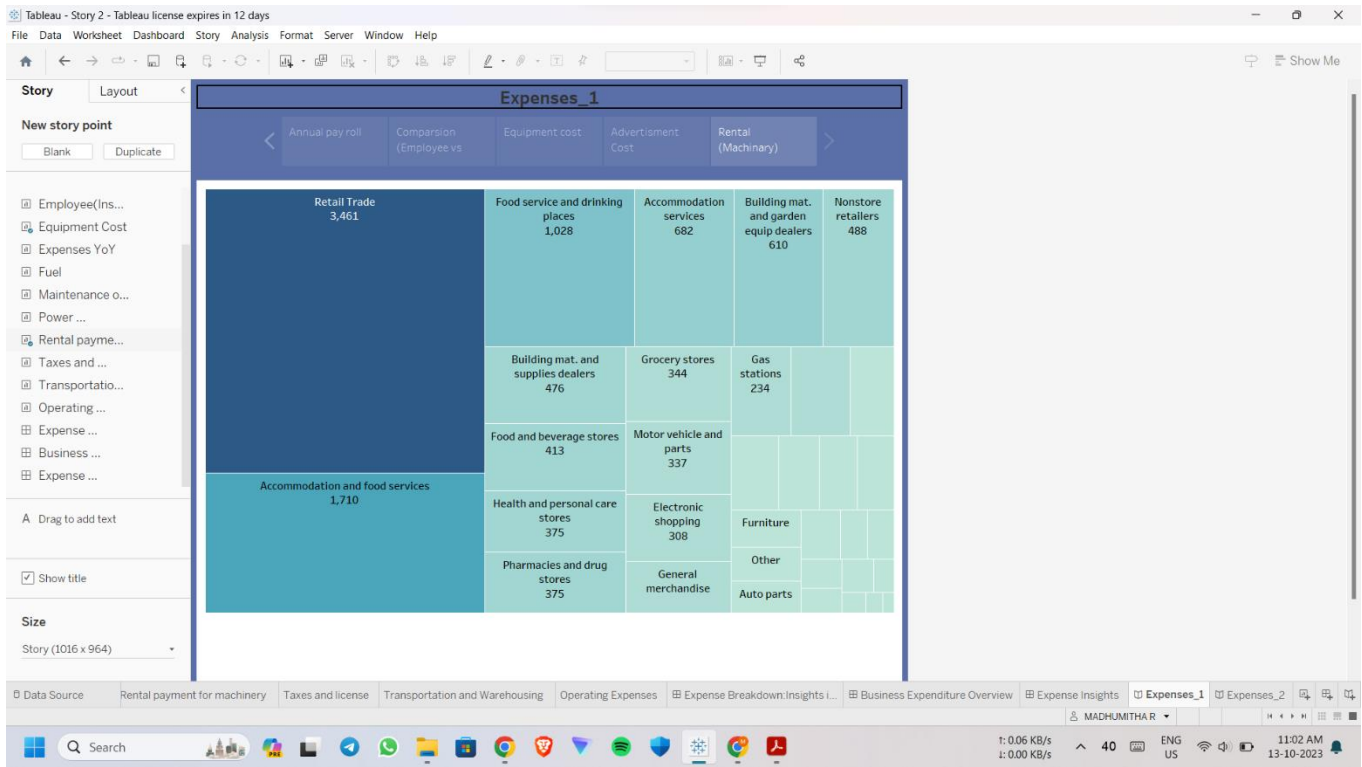 Tableau - Story 2 - Tableau license expires in 12 days
File Data Worksheet Dashboard Story Analysis Format Server Window Help
Show Me
Story Layout
New story point
Blank Duplicate
Employee(Ins...
Equipment Cost
Expenses YoY
Fuel
Maintenance o...
Power ...
Rental payme...
Taxes and ...
Transportatio...
Operating ...
Expense ...
Business ...
Expense ...
A Drag to add text
Show title
Size
Story (1016 x 964)
Expenses_1
Annual pay roll
Comparsion
(Employee vs
Equipment cost
Advertisment
Cost
Rental
(Machinary)
Retail Trade
3,461
Accommodation and food services
1,710
Food service and drinking
places
1,028
Accommodation
services
682
Building mat.
and garden
equip dealers
610
Nonstore
retailers
488
Building mat. and
supplies dealers
476
Food and beverage stores
413
Health and personal care
stores
375
Pharmacies and drug
stores
375
Grocery stores
344
Motor vehicle and
parts
337
Electronic
shopping
308
General
merchandise
Gas
stations
234
Furniture
Other
Auto parts
Data Source Rental payment for machinery Taxes and license Transportation and Warehousing Operating Expenses Expense Breakdown:Insights i... Business Expenditure Overview Expense Insights Expenses_1 Expenses_2
MADHUMITHA R
Search
PRE
0.06 KB/s
0.00 KB/s
40
ENG
US
11:02 AM
13-10-2023